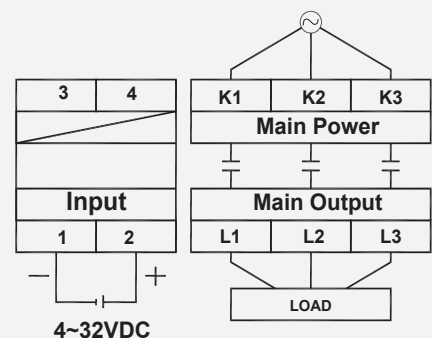 3 4
K1 K2 K3
Main Power
Input
Main Output
1 2
L1 L2 L3
− +
LOAD
4~32VDC